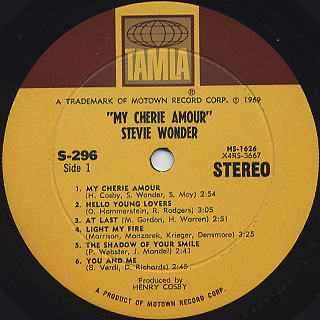 TAMLA
A TRADEMARK OF MOTOWN RECORD CORP. ℗ 1969
"MY CHERIE AMOUR"
STEVIE WONDER
S-296
Side 1
HS-1626
X4RS-3667
STEREO
1. MY CHERIE AMOUR
(H. Cosby, S. Wonder, S. Moy) 2:54
2. HELLO YOUNG LOVERS
(O. Hammerstein, R. Rodgers) 3:05
3. AT LAST (M. Gordon, H. Warren) 2:51
4. LIGHT MY FIRE
(Morrison, Manzarek, Krieger, Densmore) 3:25
5. THE SHADOW OF YOUR SMILE
(P. Webster, J. Mandel) 2:41
6. YOU AND ME
(B. Verdi, D. Richards) 2:45
Produced by
HENRY COSBY
A PRODUCT OF MOTOWN RECORD CORP.